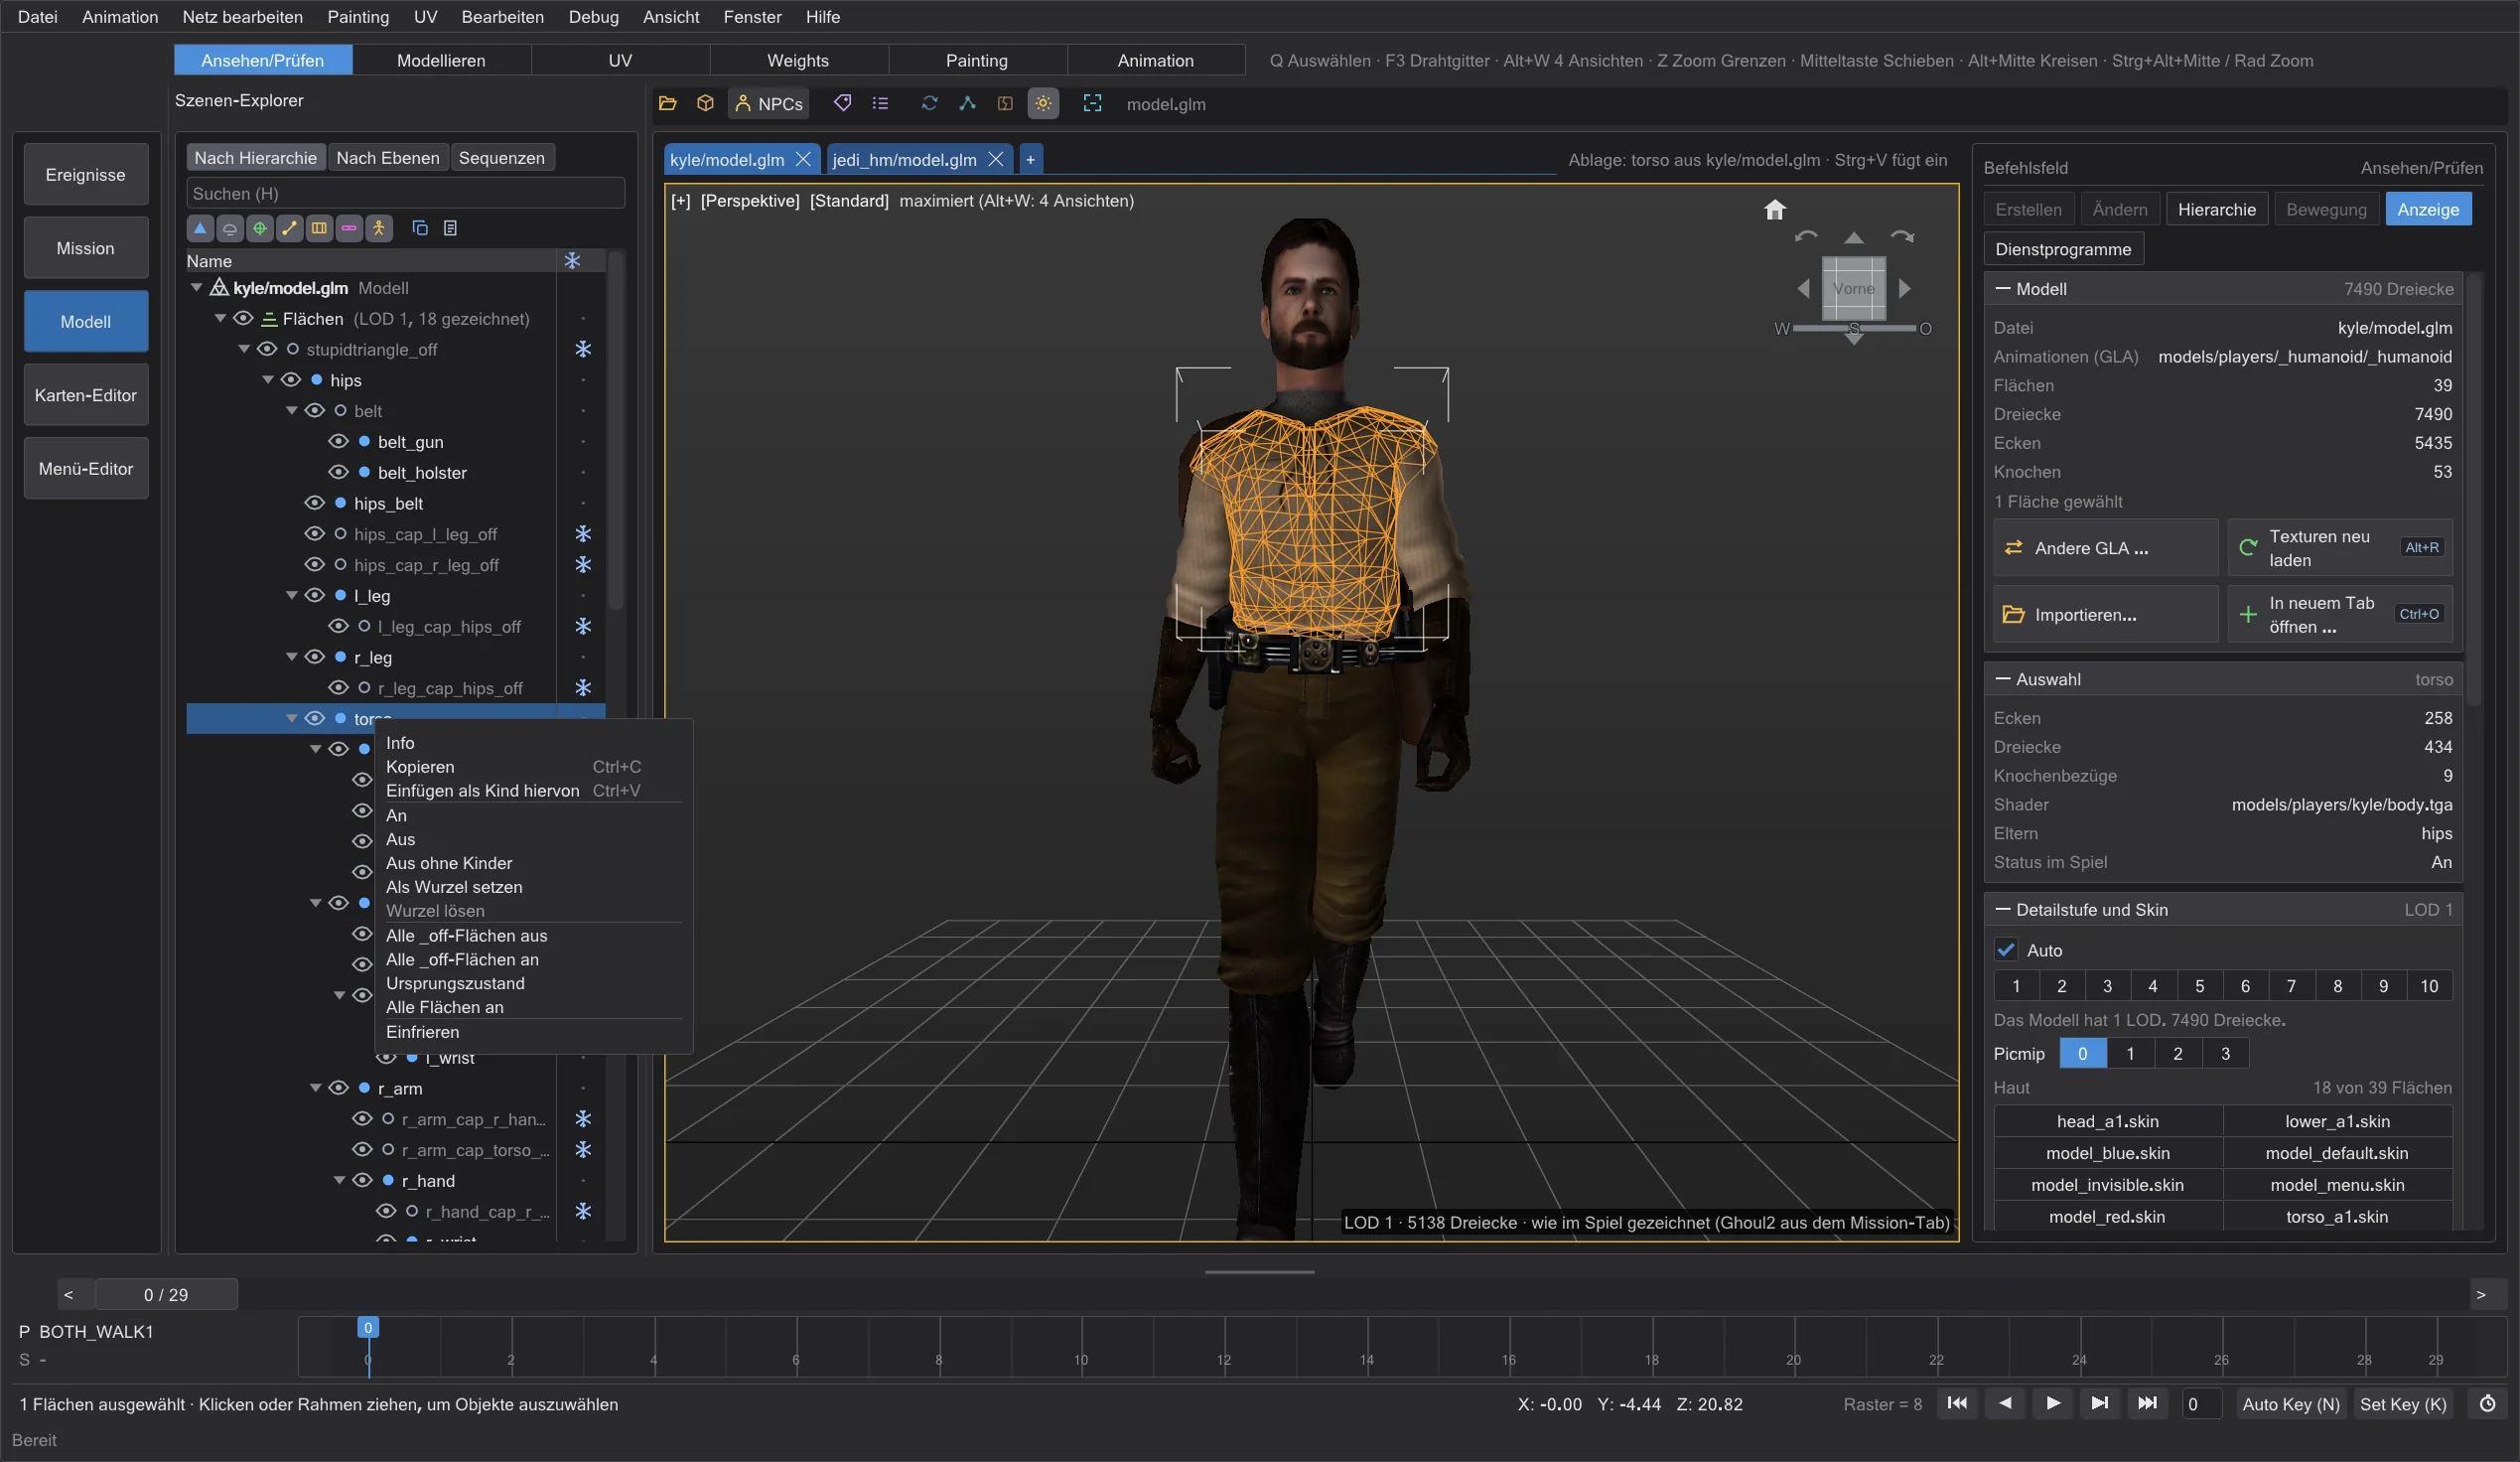 Datei Animation Netz bearbeiten Painting UV Bearbeiten Debug Ansicht Fenster Hilfe
Ansehen/Prüfen Modellieren UV Weights Painting Animation Q Auswählen · F3 Drahtgitter · Alt+W 4 Ansichten · Z Zoom Grenzen · Mitteltaste Schieben · Alt+Mitte Kreisen · Strg+Alt+Mitte / Rad Zoom
Szenen-Explorer
NPCs model.glm
Ereignisse
Mission
Modell
Karten-Editor
Menü-Editor
Nach Hierarchie Nach Ebenen Sequenzen
Suchen (H)
Name
kyle/model.glm Modell
Flächen (LOD 1, 18 gezeichnet)
stupidtriangle_off
hips
belt
belt_gun
belt_holster
hips_belt
hips_cap_l_leg_off
hips_cap_r_leg_off
l_leg
l_leg_cap_hips_off
r_leg
r_leg_cap_hips_off
torso
Info
Kopieren Ctrl+C
Einfügen als Kind hiervon Ctrl+V
An
Aus
Aus ohne Kinder
Als Wurzel setzen
Wurzel lösen
Alle _off-Flächen aus
Alle _off-Flächen an
Ursprungszustand
Alle Flächen an
Einfrieren
l_wrist
r_arm
r_arm_cap_r_han...
r_arm_cap_torso_...
r_hand
r_hand_cap_r_...
r_wrist
kyle/model.glm jedi_hm/model.glm + Ablage: torso aus kyle/model.glm · Strg+V fügt ein
[+] [Perspektive] [Standard] maximiert (Alt+W: 4 Ansichten)
Vorne
W S O
LOD 1 · 5138 Dreiecke · wie im Spiel gezeichnet (Ghoul2 aus dem Mission-Tab)
Befehlsfeld Ansehen/Prüfen
Erstellen Ändern Hierarchie Bewegung Anzeige
Dienstprogramme
Modell 7490 Dreiecke
Datei kyle/model.glm
Animationen (GLA) models/players/_humanoid/_humanoid
Flächen 39
Dreiecke 7490
Ecken 5435
Knochen 53
1 Fläche gewählt
Andere GLA ...
Texturen neu laden Alt+R
Importieren...
In neuem Tab öffnen ... Ctrl+O
Auswahl torso
Ecken 258
Dreiecke 434
Knochenbezüge 9
Shader models/players/kyle/body.tga
Eltern hips
Status im Spiel An
Detailstufe und Skin LOD 1
Auto
1 2 3 4 5 6 7 8 9 10
Das Modell hat 1 LOD. 7490 Dreiecke.
Picmip 0 1 2 3
Haut 18 von 39 Flächen
head_a1.skin lower_a1.skin
model_blue.skin model_default.skin
model_invisible.skin model_menu.skin
model_red.skin torso_a1.skin
< 0 / 29 >
P BOTH_WALK1
S -
0
0 2 4 6 8 10 12 14 16 18 20 22 24 26 28 29
1 Flächen ausgewählt · Klicken oder Rahmen ziehen, um Objekte auszuwählen X: -0.00 Y: -4.44 Z: 20.82 Raster = 8 0 Auto Key (N) Set Key (K)
Bereit